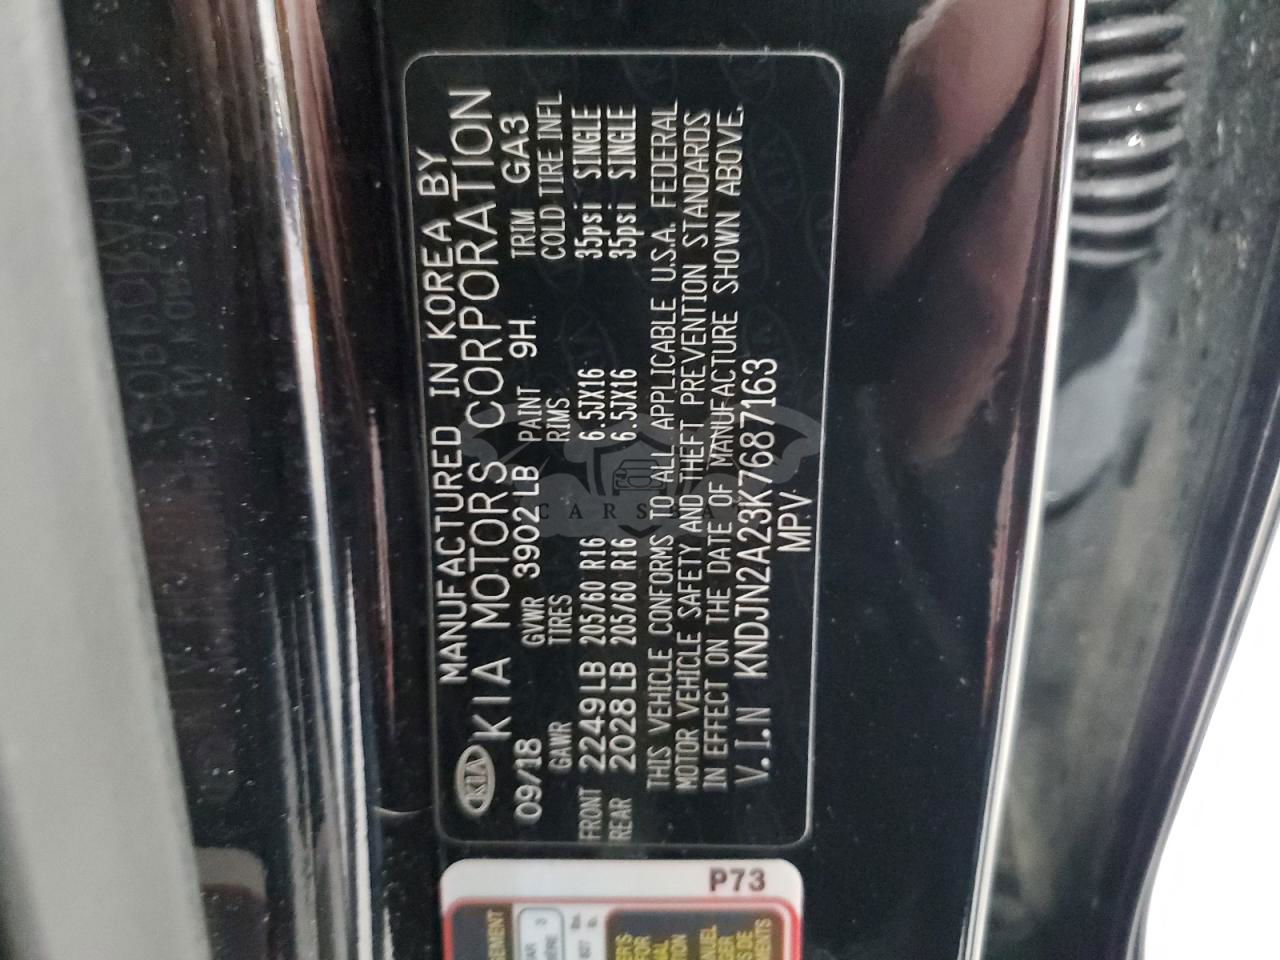 MANUFACTURED IN KOREA BY
KIA KIA MOTORS CORPORATION
09/18 GVWR 3902LB PAINT 9H TRIM GA3
GAWR TIRES RIMS COLD TIRE INFL
FRONT 2249LB 205/60 R16 6.5JX16 35psi SINGLE
REAR 2028LB 205/60 R16 6.5JX16 35psi SINGLE
THIS VEHICLE CONFORMS TO ALL APPLICABLE U.S.A. FEDERAL
MOTOR VEHICLE SAFETY AND THEFT PREVENTION STANDARDS
IN EFFECT ON THE DATE OF MANUFACTURE SHOWN ABOVE.
V.I.N KNDJN2A23K7687163
MPV
P73